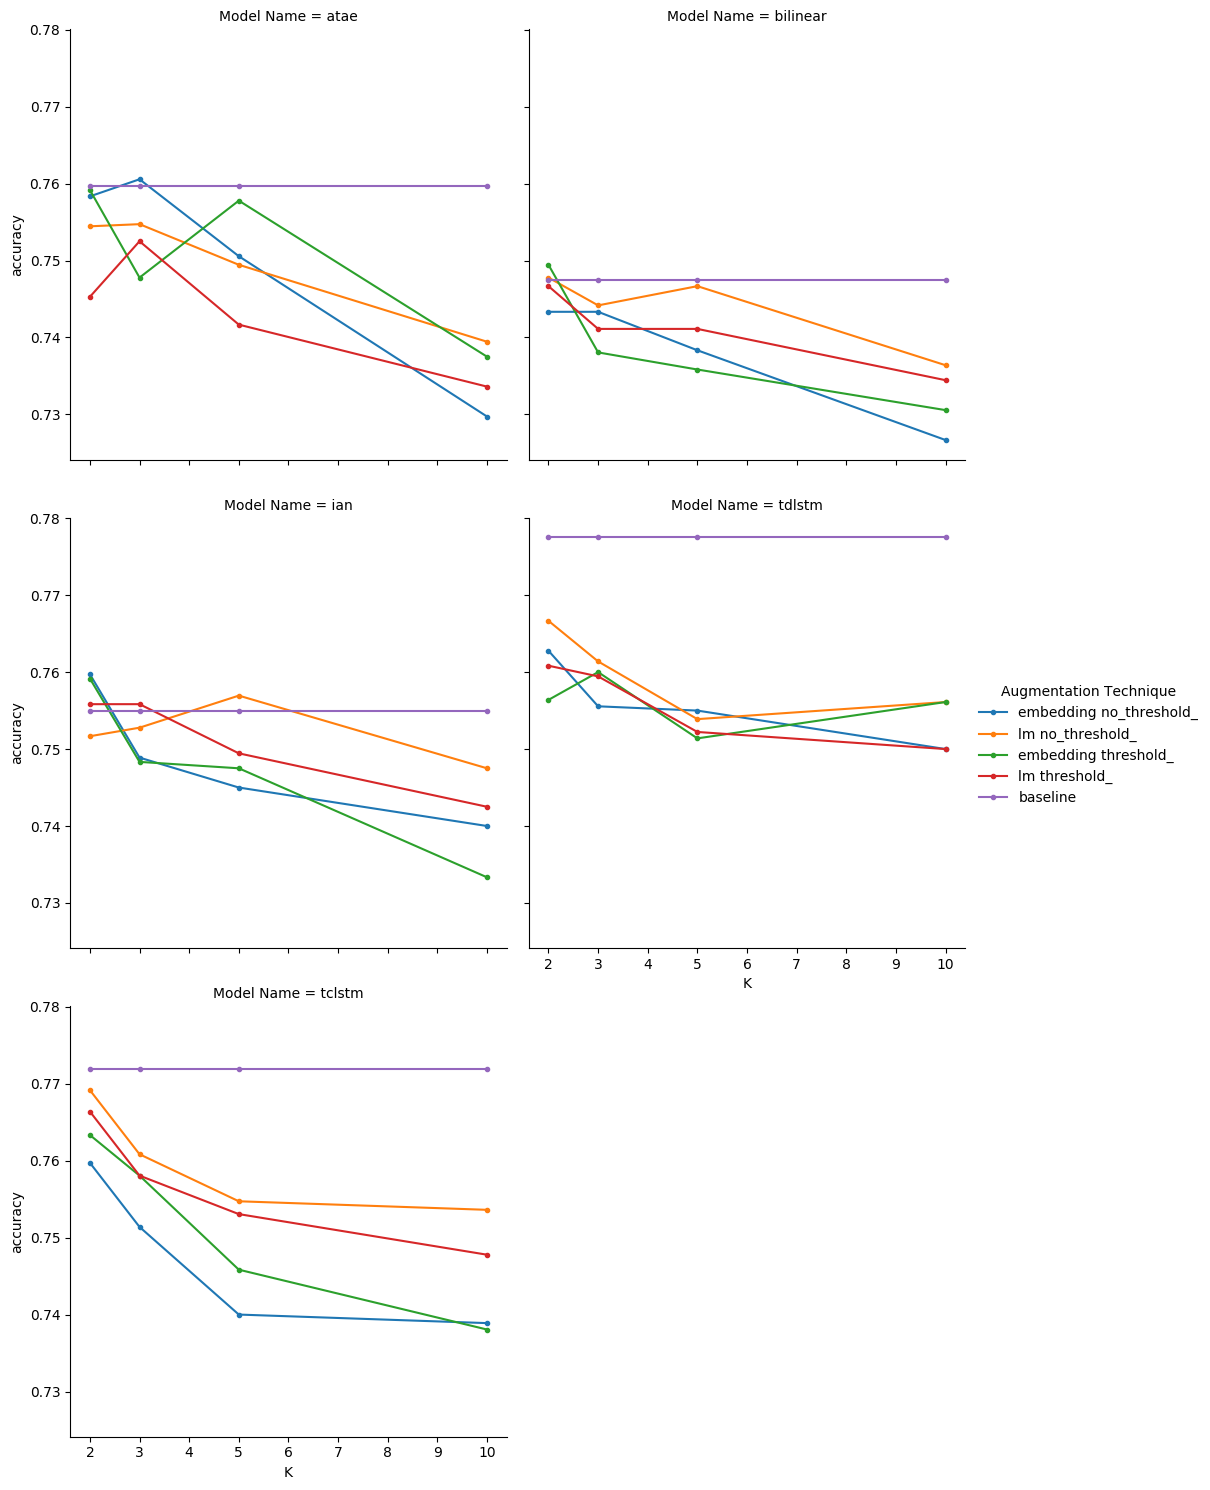 Model Name = atae
Model Name = bilinear
0.78
0.77
0.76
0.75
0.74
0.73
accuracy
Model Name = ian
Model Name = tdlstm
0.78
0.77
0.76
0.75
0.74
0.73
accuracy
2 3 4 5 6 7 8 9 10
K
Augmentation Technique
embedding no_threshold_
lm no_threshold_
embedding threshold_
lm threshold_
baseline
Model Name = tclstm
0.78
0.77
0.76
0.75
0.74
0.73
accuracy
2 3 4 5 6 7 8 9 10
K